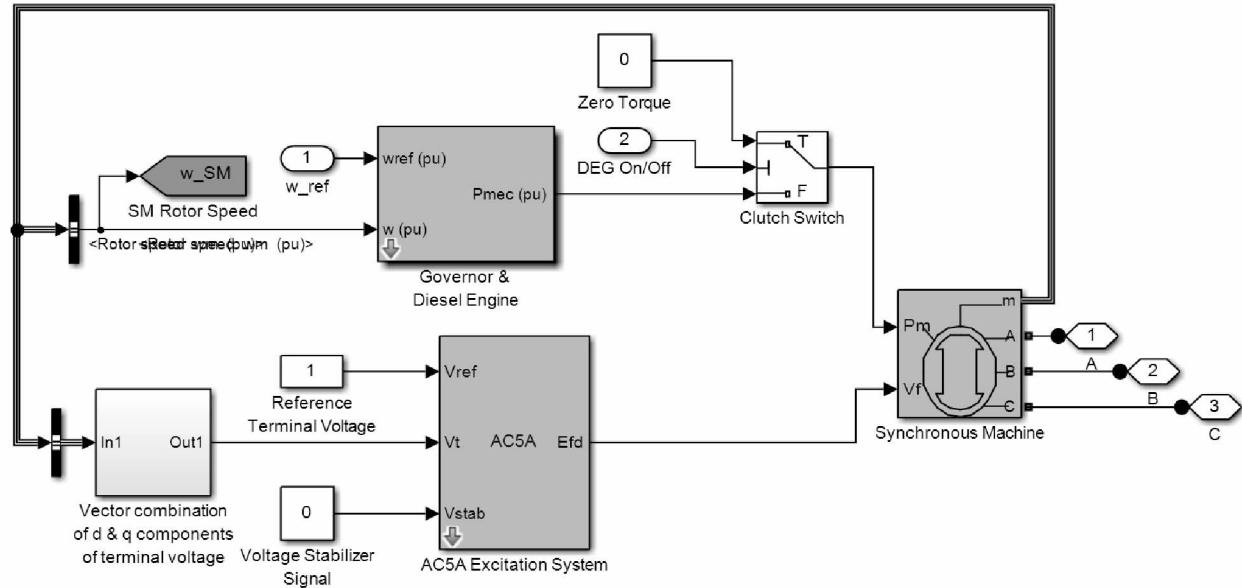 0
Zero Torque
2
DEG On/Off
T
F
Clutch Switch
1
w_ref
wref (pu)
Pmec (pu)
w (pu)
Governor &
Diesel Engine
w_SM
SM Rotor Speed
m
Pm
A
B
C
Vf
Synchronous Machine
1
A
2
B
3
C
1
Reference
Terminal Voltage
Vref
Vt
AC5A
Efd
Vstab
AC5A Excitation System
In1
Out1
Vector combination
of d & q components
of terminal voltage
0
Voltage Stabilizer
Signal